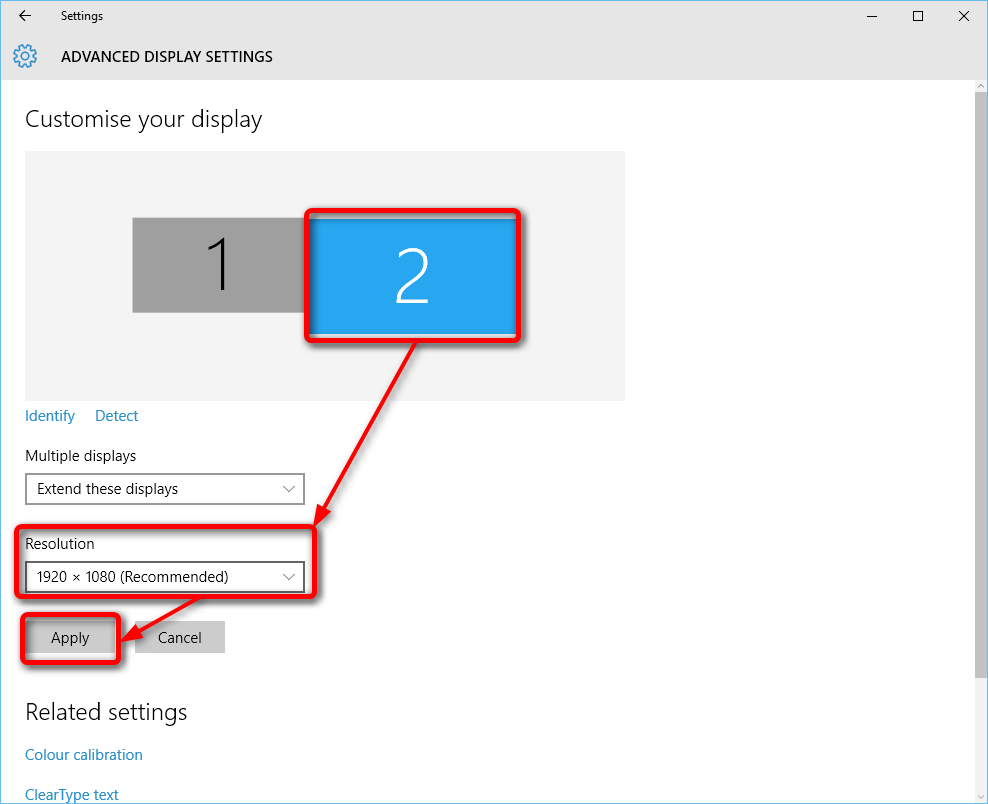 Settings
ADVANCED DISPLAY SETTINGS
Customise your display
1
2
Identify Detect
Multiple displays
Extend these displays
Resolution
1920 × 1080 (Recommended)
Apply Cancel
Related settings
Colour calibration
ClearType text